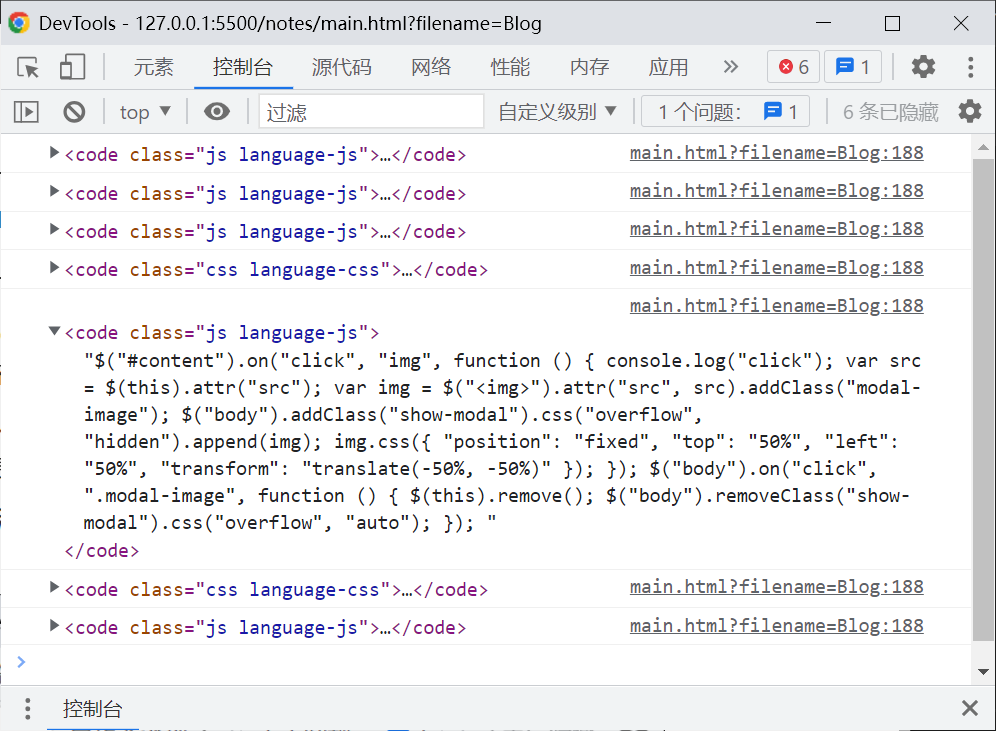 DevTools - 127.0.0.1:5500/notes/main.html?filename=Blog
元素 控制台 源代码 网络 性能 内存 应用 » 6 1
top ▼ 过滤 自定义级别 ▼ 1 个问题: 1 6 条已隐藏
▶<code class="js language-js">…</code> main.html?filename=Blog:188
▶<code class="js language-js">…</code> main.html?filename=Blog:188
▶<code class="js language-js">…</code> main.html?filename=Blog:188
▶<code class="css language-css">…</code> main.html?filename=Blog:188
main.html?filename=Blog:188
▼<code class="js language-js">
"$("#content").on("click", "img", function () { console.log("click"); var src
= $(this).attr("src"); var img = $("<img>").attr("src", src).addClass("modal-
image"); $("body").addClass("show-modal").css("overflow",
"hidden").append(img); img.css({ "position": "fixed", "top": "50%", "left":
"50%", "transform": "translate(-50%, -50%)" }); }); $("body").on("click",
".modal-image", function () { $(this).remove(); $("body").removeClass("show-
modal").css("overflow", "auto"); }); "
</code>
▶<code class="css language-css">…</code> main.html?filename=Blog:188
▶<code class="js language-js">…</code> main.html?filename=Blog:188
>
控制台